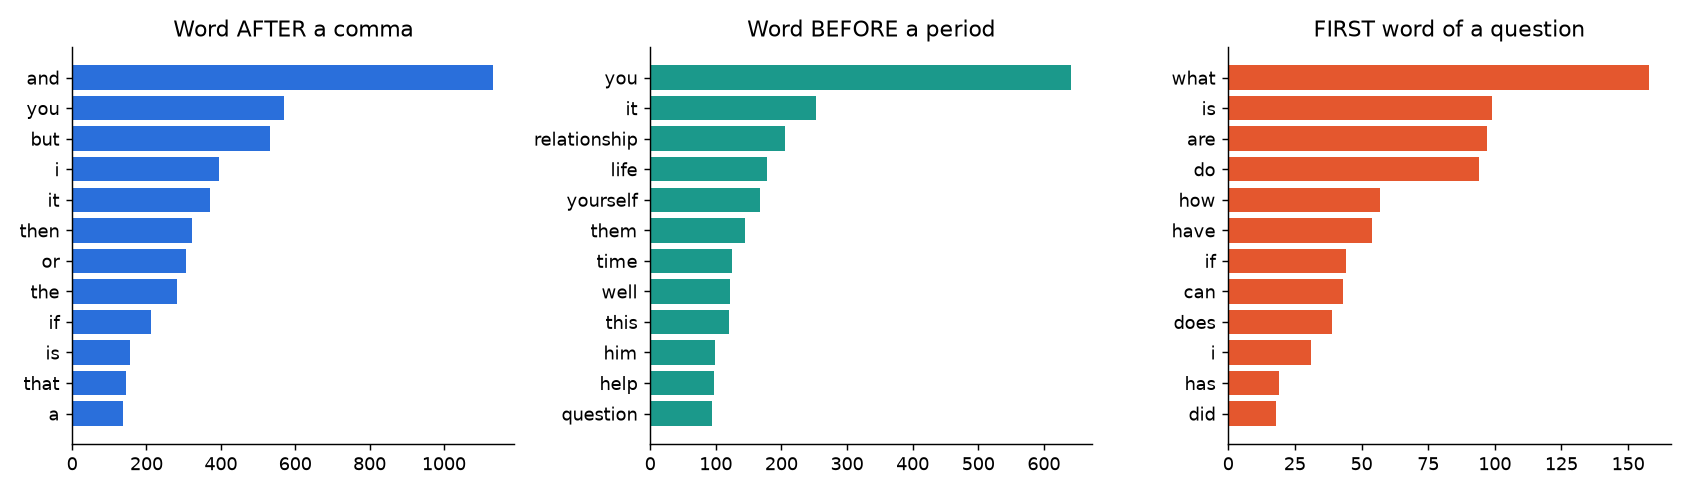 Word AFTER a comma
and
you
but
i
it
then
or
the
if
is
that
a
0 200 400 600 800 1000
Word BEFORE a period
you
it
relationship
life
yourself
them
time
well
this
him
help
question
0 100 200 300 400 500 600
FIRST word of a question
what
is
are
do
how
have
if
can
does
i
has
did
0 25 50 75 100 125 150